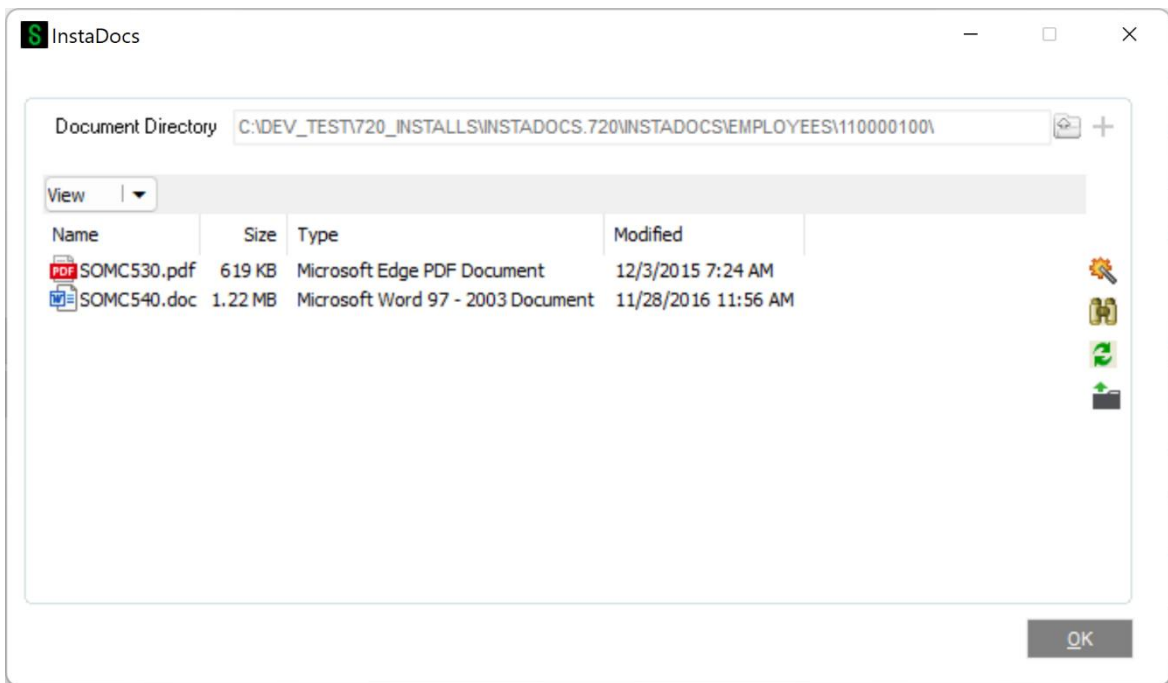 InstaDocs
Document Directory C:\DEV_TEST\720_INSTALLS\INSTADOCS.720\INSTADOCS\EMPLOYEES\110000100\
View
Name Size Type Modified
PDF SOMC530.pdf 619 KB Microsoft Edge PDF Document 12/3/2015 7:24 AM
W SOMC540.doc 1.22 MB Microsoft Word 97 - 2003 Document 11/28/2016 11:56 AM
OK